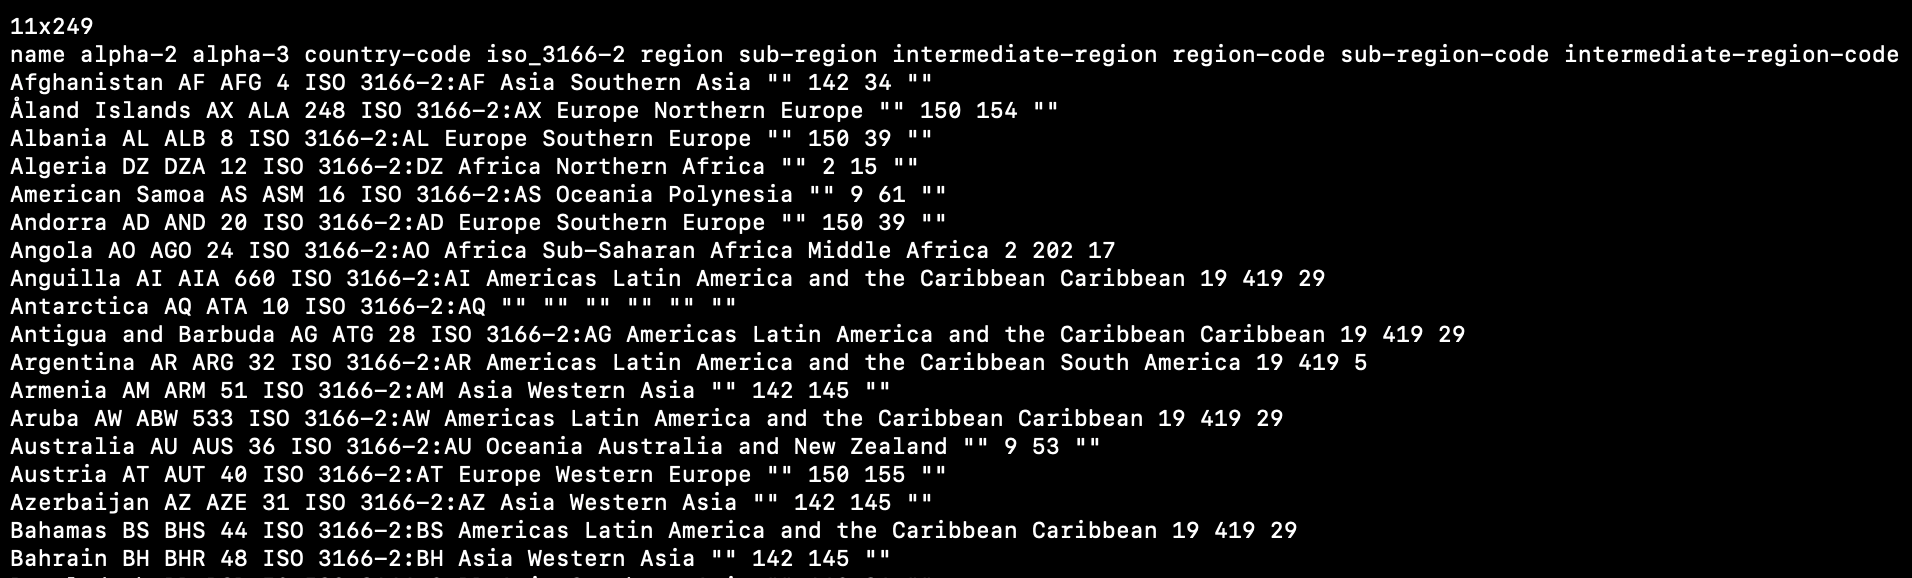 11x249
name alpha-2 alpha-3 country-code iso_3166-2 region sub-region intermediate-region region-code sub-region-code intermediate-region-code
Afghanistan AF AFG 4 ISO 3166-2:AF Asia Southern Asia "" 142 34 ""
Åland Islands AX ALA 248 ISO 3166-2:AX Europe Northern Europe "" 150 154 ""
Albania AL ALB 8 ISO 3166-2:AL Europe Southern Europe "" 150 39 ""
Algeria DZ DZA 12 ISO 3166-2:DZ Africa Northern Africa "" 2 15 ""
American Samoa AS ASM 16 ISO 3166-2:AS Oceania Polynesia "" 9 61 ""
Andorra AD AND 20 ISO 3166-2:AD Europe Southern Europe "" 150 39 ""
Angola AO AGO 24 ISO 3166-2:AO Africa Sub-Saharan Africa Middle Africa 2 202 17
Anguilla AI AIA 660 ISO 3166-2:AI Americas Latin America and the Caribbean Caribbean 19 419 29
Antarctica AQ ATA 10 ISO 3166-2:AQ "" "" "" "" "" ""
Antigua and Barbuda AG ATG 28 ISO 3166-2:AG Americas Latin America and the Caribbean Caribbean 19 419 29
Argentina AR ARG 32 ISO 3166-2:AR Americas Latin America and the Caribbean South America 19 419 5
Armenia AM ARM 51 ISO 3166-2:AM Asia Western Asia "" 142 145 ""
Aruba AW ABW 533 ISO 3166-2:AW Americas Latin America and the Caribbean Caribbean 19 419 29
Australia AU AUS 36 ISO 3166-2:AU Oceania Australia and New Zealand "" 9 53 ""
Austria AT AUT 40 ISO 3166-2:AT Europe Western Europe "" 150 155 ""
Azerbaijan AZ AZE 31 ISO 3166-2:AZ Asia Western Asia "" 142 145 ""
Bahamas BS BHS 44 ISO 3166-2:BS Americas Latin America and the Caribbean Caribbean 19 419 29
Bahrain BH BHR 48 ISO 3166-2:BH Asia Western Asia "" 142 145 ""